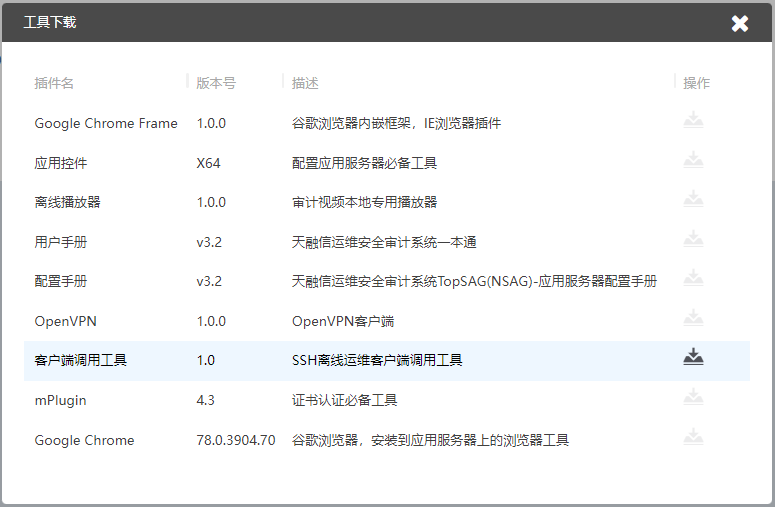 工具下载
插件名 版本号 描述 操作
Google Chrome Frame 1.0.0 谷歌浏览器内嵌框架，IE浏览器插件
应用控件 X64 配置应用服务器必备工具
离线播放器 1.0.0 审计视频本地专用播放器
用户手册 v3.2 天融信运维安全审计系统一本通
配置手册 v3.2 天融信运维安全审计系统TopSAG(NSAG)-应用服务器配置手册
OpenVPN 1.0.0 OpenVPN客户端
客户端调用工具 1.0 SSH离线运维客户端调用工具
mPlugin 4.3 证书认证必备工具
Google Chrome 78.0.3904.70 谷歌浏览器，安装到应用服务器上的浏览器工具